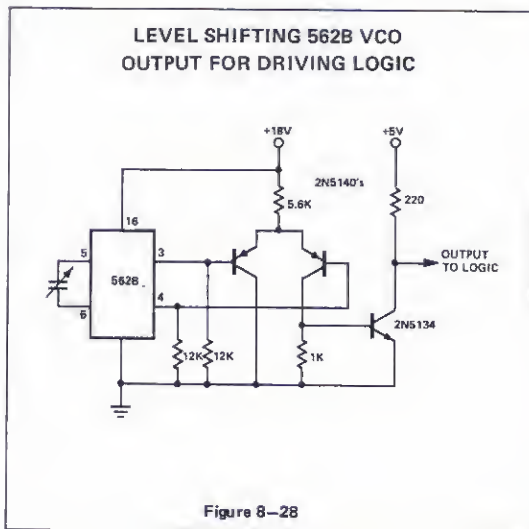 LEVEL SHIFTING 562B VCO
OUTPUT FOR DRIVING LOGIC
+18V
+5V
2N5140's
5.6K
220
16
5
3
562B
4
6
OUTPUT
TO LOGIC
2N5134
12K
12K
1K
Figure 8–28